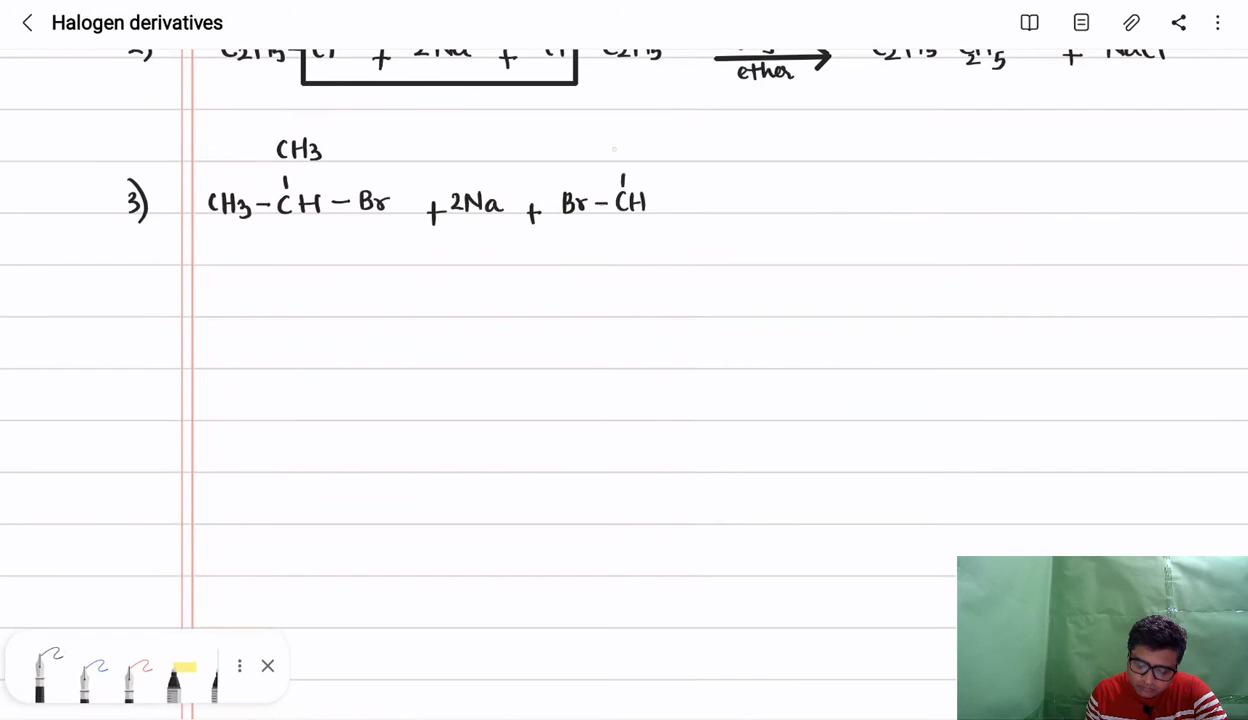 Halogen derivatives
ether
CH3
3) CH3-CH-Br + 2Na + Br-CH